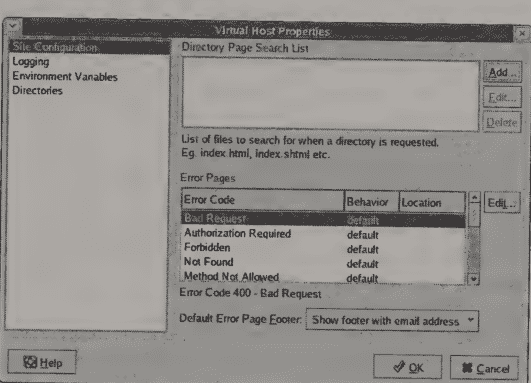 Virtual Host Properties
Site Configuration
Logging
Environment Variables
Directories
Directory Page Search List
Add...
Edit...
Delete
List of files to search for when a directory is requested.
Eg. index html, index shtml etc.
Error Pages
Error Code Behavior Location
Bad Request default
Authorization Required default
Forbidden default
Not Found default
Method Not Allowed default
Edit...
Error Code 400 - Bad Request
Default Error Page Footer: Show footer with email address
Help
OK
Cancel